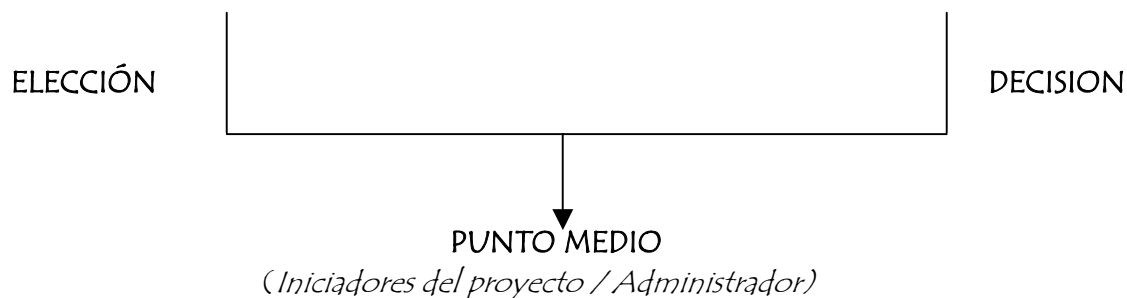 ELECCIÓN
DECISION
PUNTO MEDIO
(Iniciadores del proyecto / Administrador)